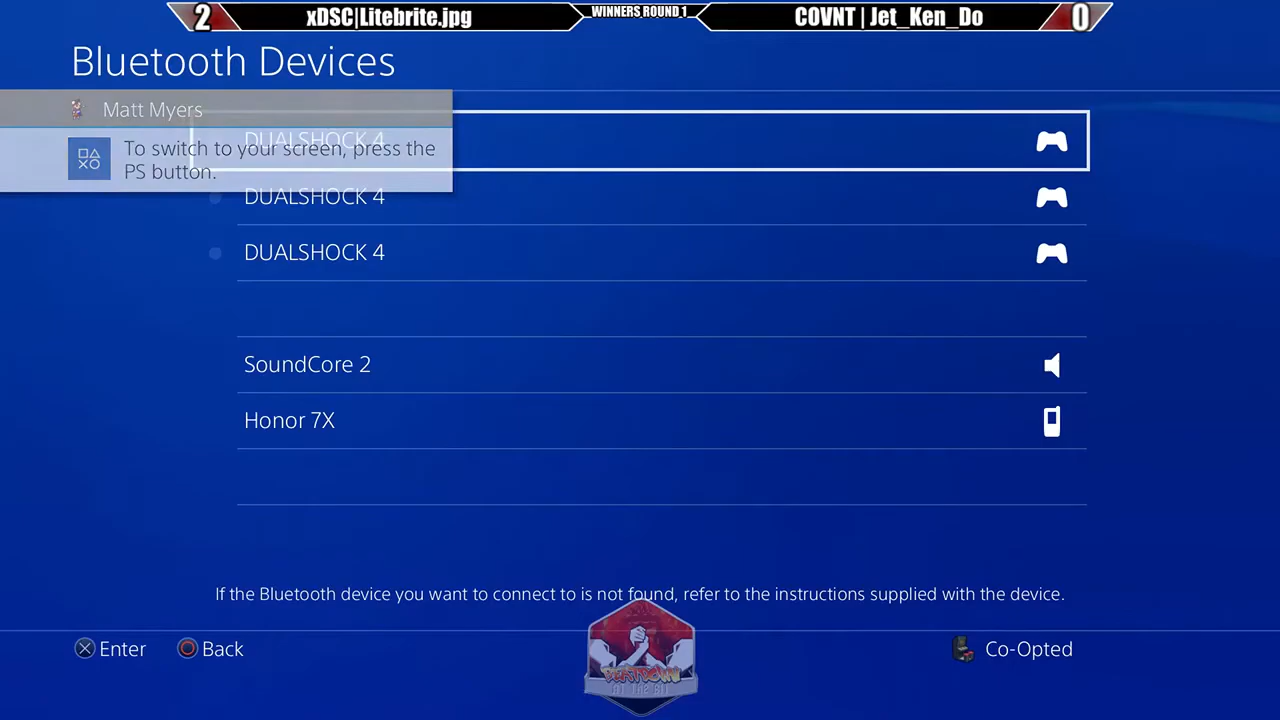 2
xDSC|Litebrite.jpg
WINNERS ROUND 1
COVNT | Jet_Ken_Do
0
Bluetooth Devices
Matt Myers
To switch to your screen, press the
PS button.
DUALSHOCK 4
DUALSHOCK 4
DUALSHOCK 4
SoundCore 2
Honor 7X
If the Bluetooth device you want to connect to is not found, refer to the instructions supplied with the device.
Enter
Back
Co-Opted
BEATDOWN